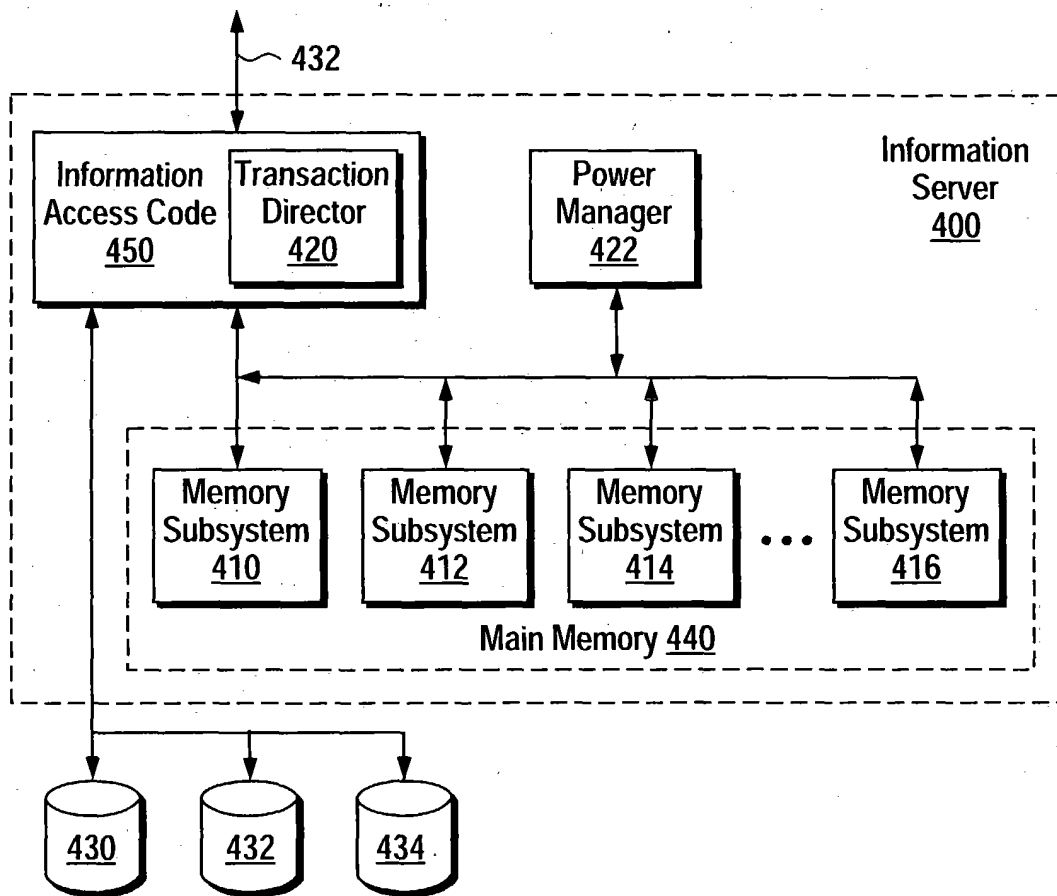 432
Information
Access Code
450
Transaction
Director
420
Power
Manager
422
Information
Server
400
Memory
Subsystem
410
Memory
Subsystem
412
Memory
Subsystem
414
•••
Memory
Subsystem
416
Main Memory 440
430
432
434